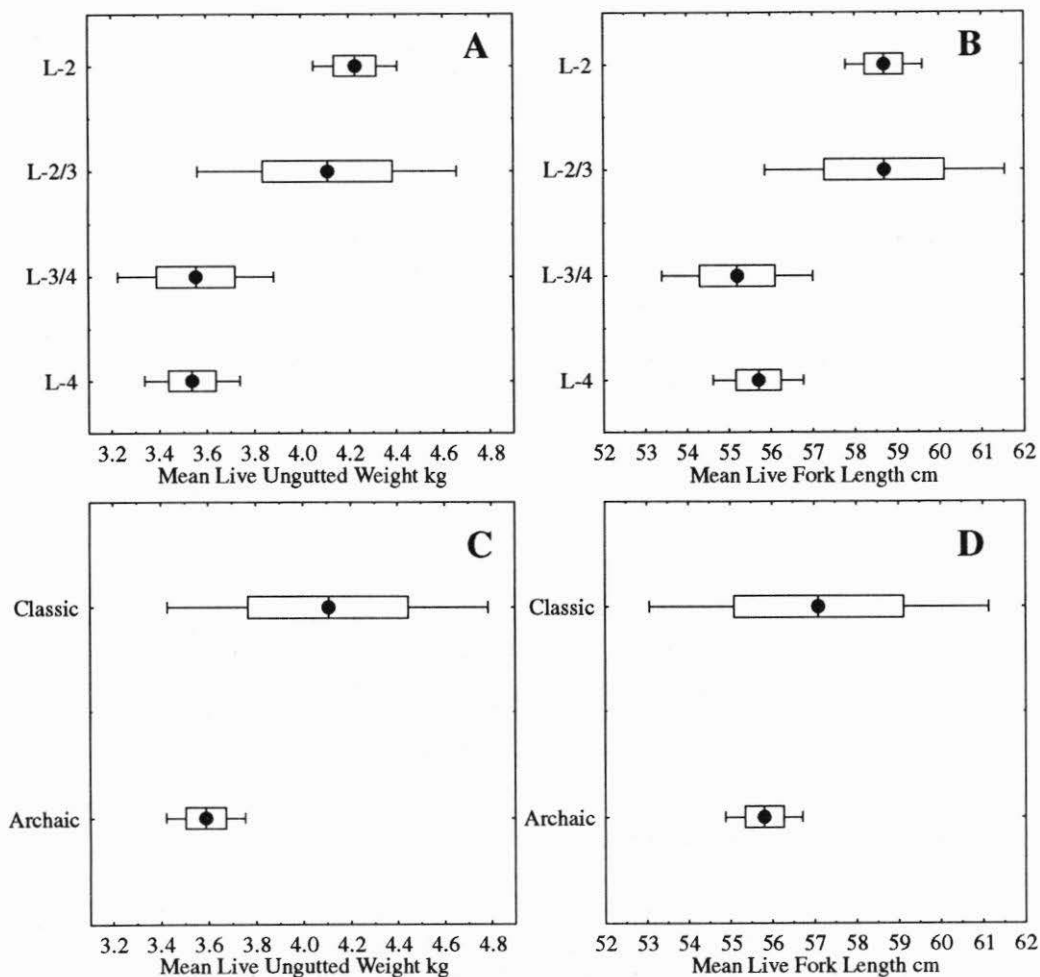 A
L-2
L-2/3
L-3/4
L-4
3.2 3.4 3.6 3.8 4.0 4.2 4.4 4.6 4.8
Mean Live Ungutted Weight kg
B
L-2
L-2/3
L-3/4
L-4
52 53 54 55 56 57 58 59 60 61 62
Mean Live Fork Length cm
C
Classic
Archaic
3.2 3.4 3.6 3.8 4.0 4.2 4.4 4.6 4.8
Mean Live Ungutted Weight kg
D
Classic
Archaic
52 53 54 55 56 57 58 59 60 61 62
Mean Live Fork Length cm